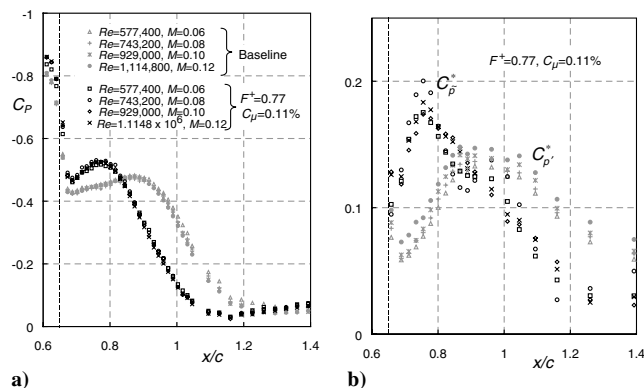 -1
-0.8
C_P
-0.6
-0.4
-0.2
0
0.6 0.8 1 1.2 1.4
x/c
a)
Re=577,400, M=0.06
Re=743,200, M=0.08
Re=929,000, M=0.10
Re=1,114,800, M=0.12
Baseline
Re=577,400, M=0.06
Re=743,200, M=0.08
Re=929,000, M=0.10
Re=1.1148 x 10^6, M=0.12
F^+=0.77
C_μ=0.11%
0.2
0.1
0
F^+=0.77, C_μ=0.11%
C_p̃^*
C_p'^*
0.6 0.8 1 1.2 1.4
x/c
b)